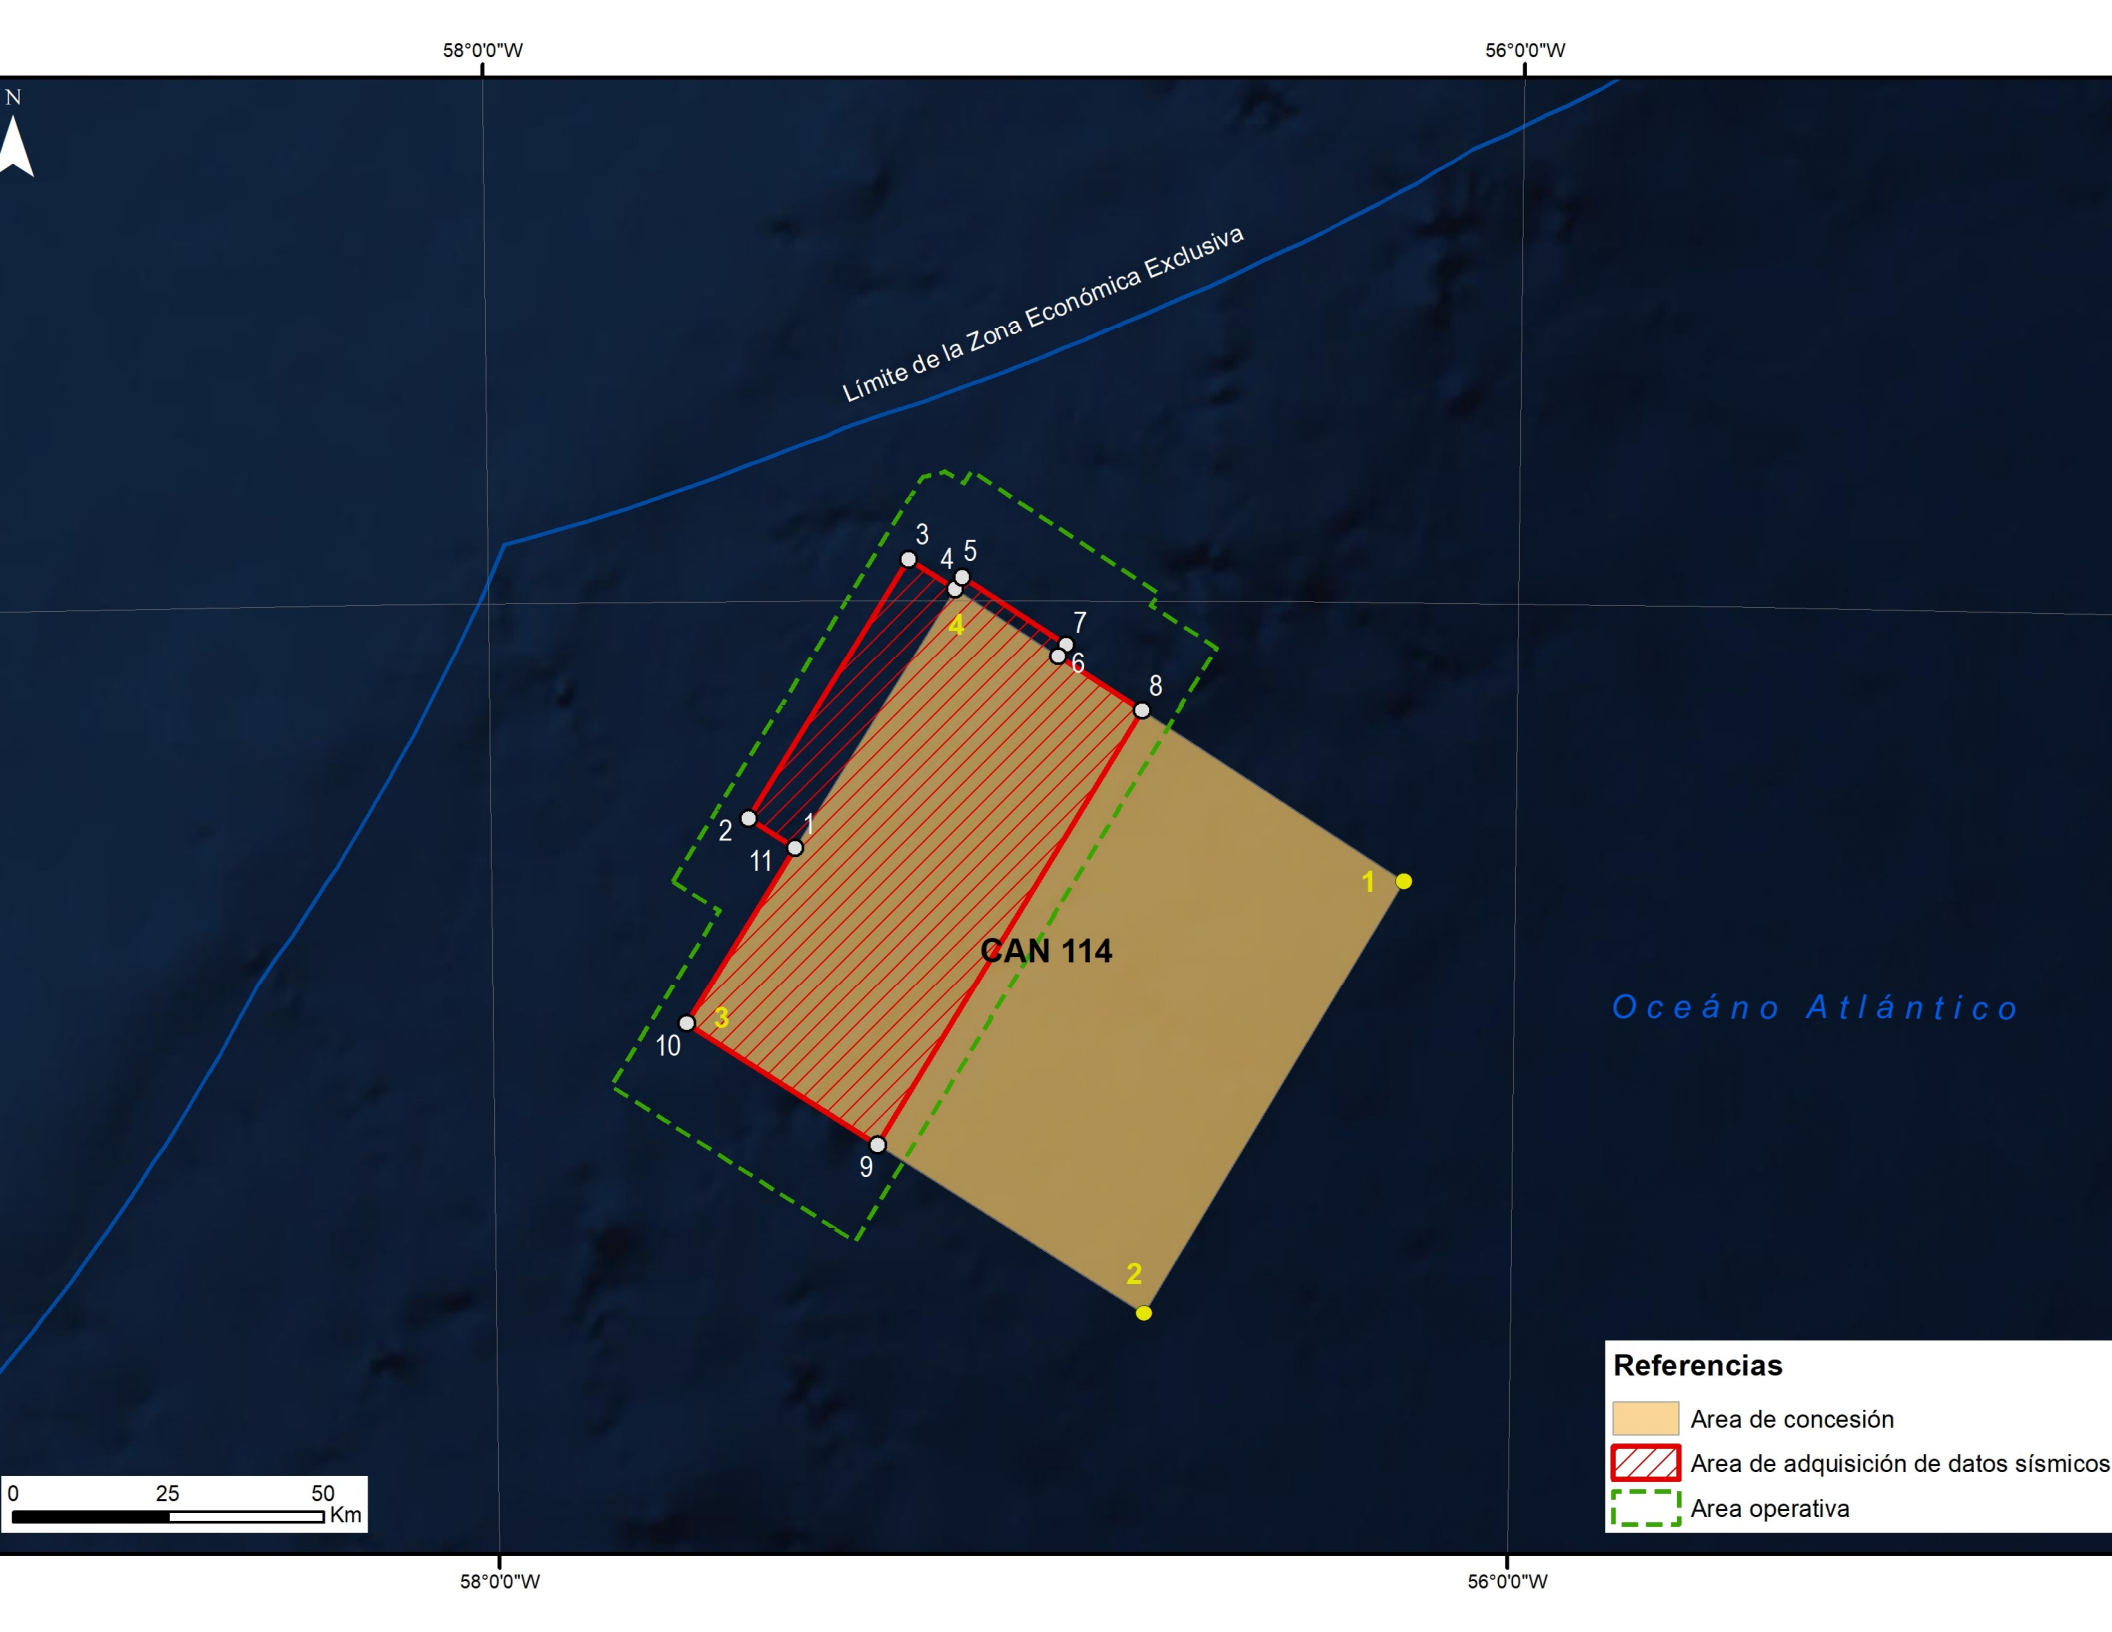 58°0'0"W
56°0'0"W
N
Límite de la Zona Económica Exclusiva
3
4
5
4
7
6
8
2
1
11
1
CAN 114
3
10
Oceáno Atlántico
9
2
Referencias
Area de concesión
Area de adquisición de datos sísmicos
Area operativa
0 25 50
Km
58°0'0"W
56°0'0"W